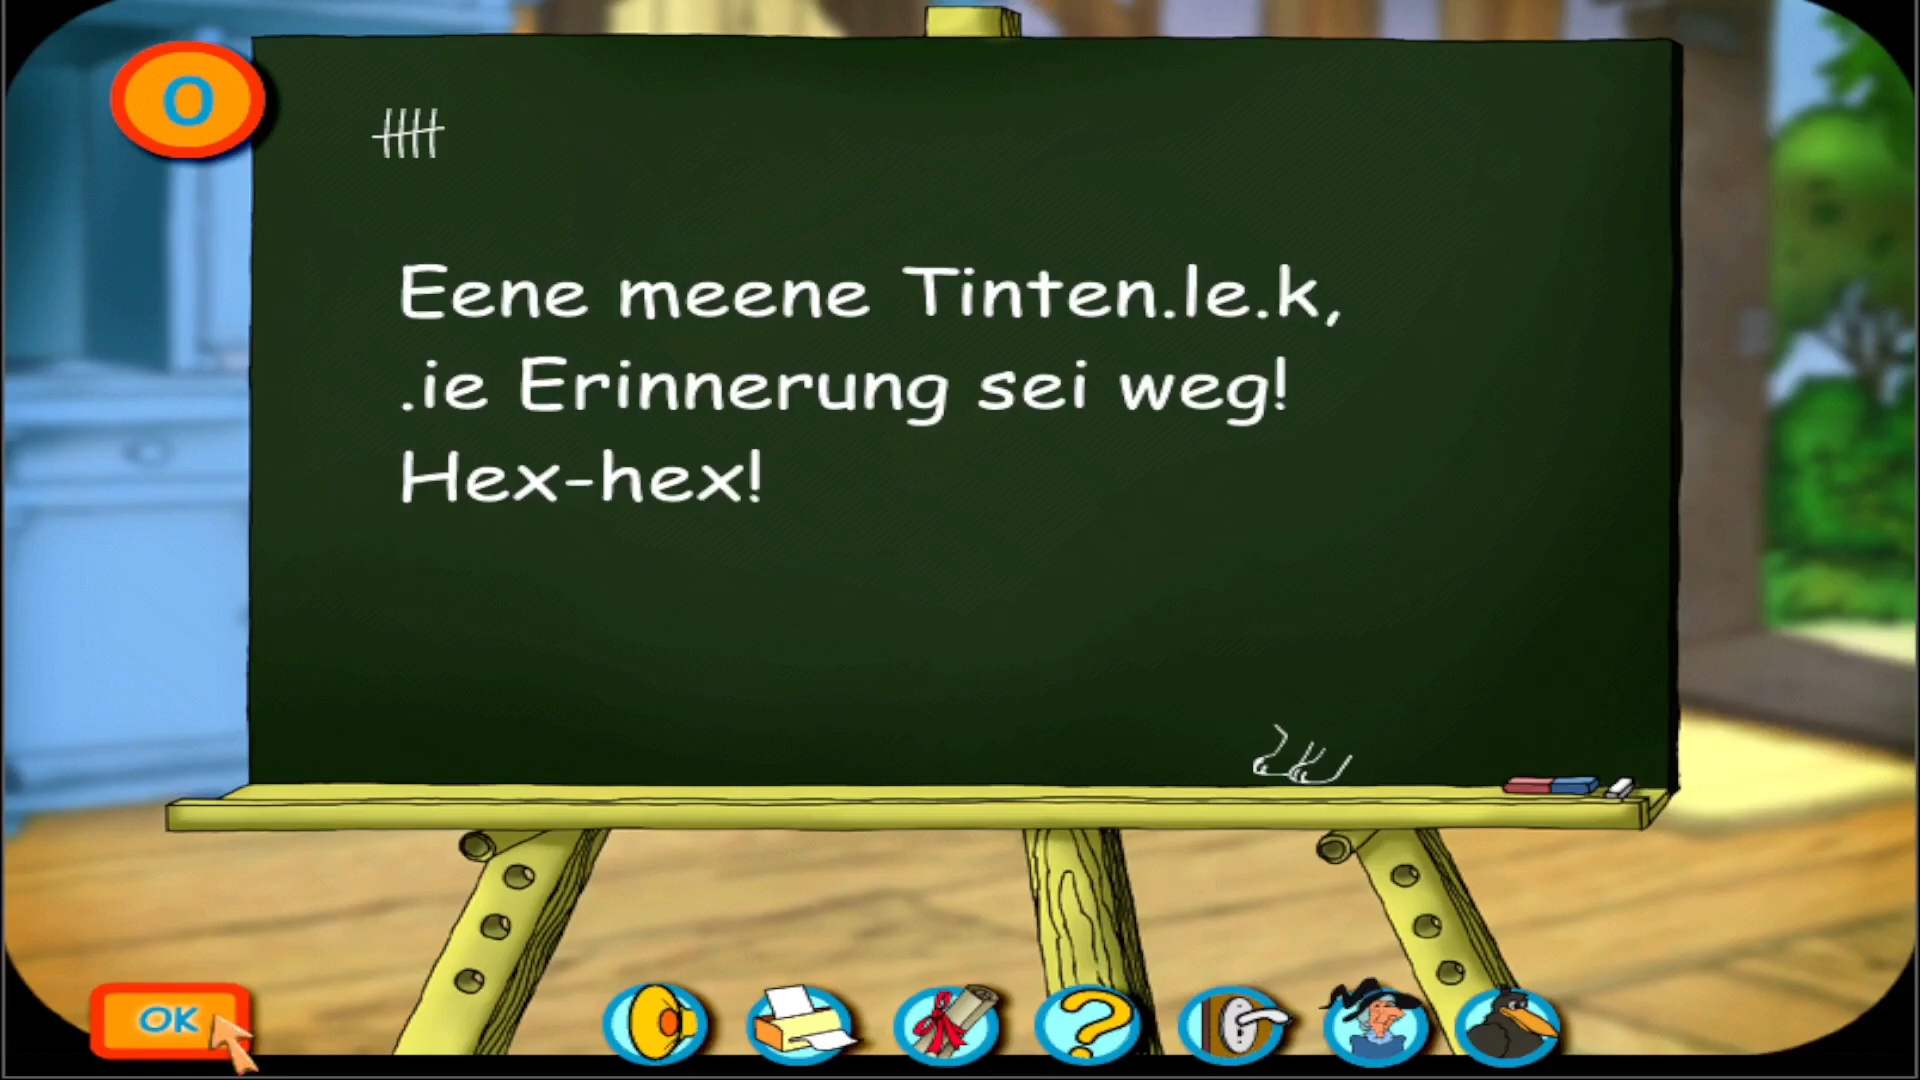 O
Eene meene Tinten.le.k,
.ie Erinnerung sei weg!
Hex-hex!
OK
?